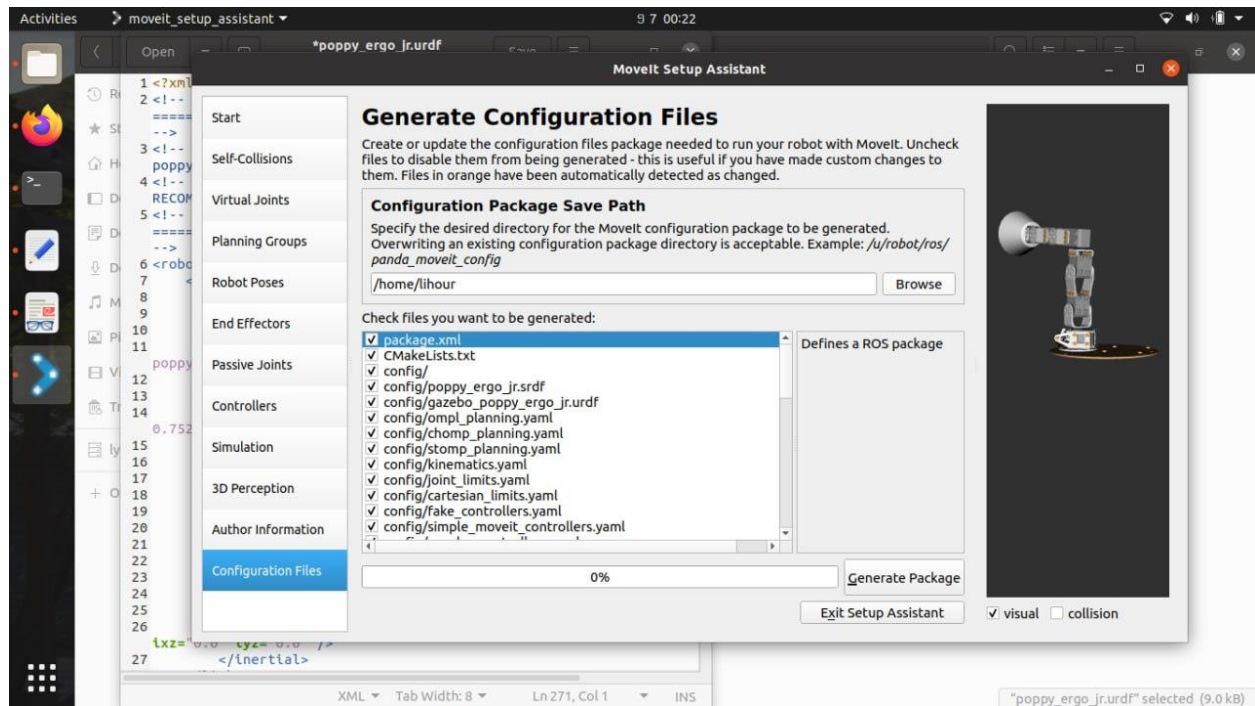 Activities
moveit_setup_assistant
9 7 00:22
Open
*poppy_ergo_jr.urdf
MoveIt Setup Assistant
1 <?xml
2 <!--
=====
-->
3 <!--
poppy
4 <!--
RECOM
5 <!--
=====
-->
6 <robo
7 <
8
9
10
11
poppy
12
13
14
0.752
15
16
17
18
19
20
21
22
23
24
25
26
ixz="0.0" iyz="0.0" />
27 </inertial>
Start
Self-Collisions
Virtual Joints
Planning Groups
Robot Poses
End Effectors
Passive Joints
Controllers
Simulation
3D Perception
Author Information
Configuration Files
Generate Configuration Files
Create or update the configuration files package needed to run your robot with MoveIt. Uncheck
files to disable them from being generated - this is useful if you have made custom changes to
them. Files in orange have been automatically detected as changed.
Configuration Package Save Path
Specify the desired directory for the MoveIt configuration package to be generated.
Overwriting an existing configuration package directory is acceptable. Example: /u/robot/ros/
panda_moveit_config
/home/lihour
Browse
Check files you want to be generated:
package.xml
CMakeLists.txt
config/
config/poppy_ergo_jr.srdf
config/gazebo_poppy_ergo_jr.urdf
config/ompl_planning.yaml
config/chomp_planning.yaml
config/stomp_planning.yaml
config/kinematics.yaml
config/joint_limits.yaml
config/cartesian_limits.yaml
config/fake_controllers.yaml
config/simple_moveit_controllers.yaml
Defines a ROS package
0%
Generate Package
Exit Setup Assistant
visual
collision
XML
Tab Width: 8
Ln 271, Col 1
INS
"poppy_ergo_jr.urdf" selected (9.0 kB)